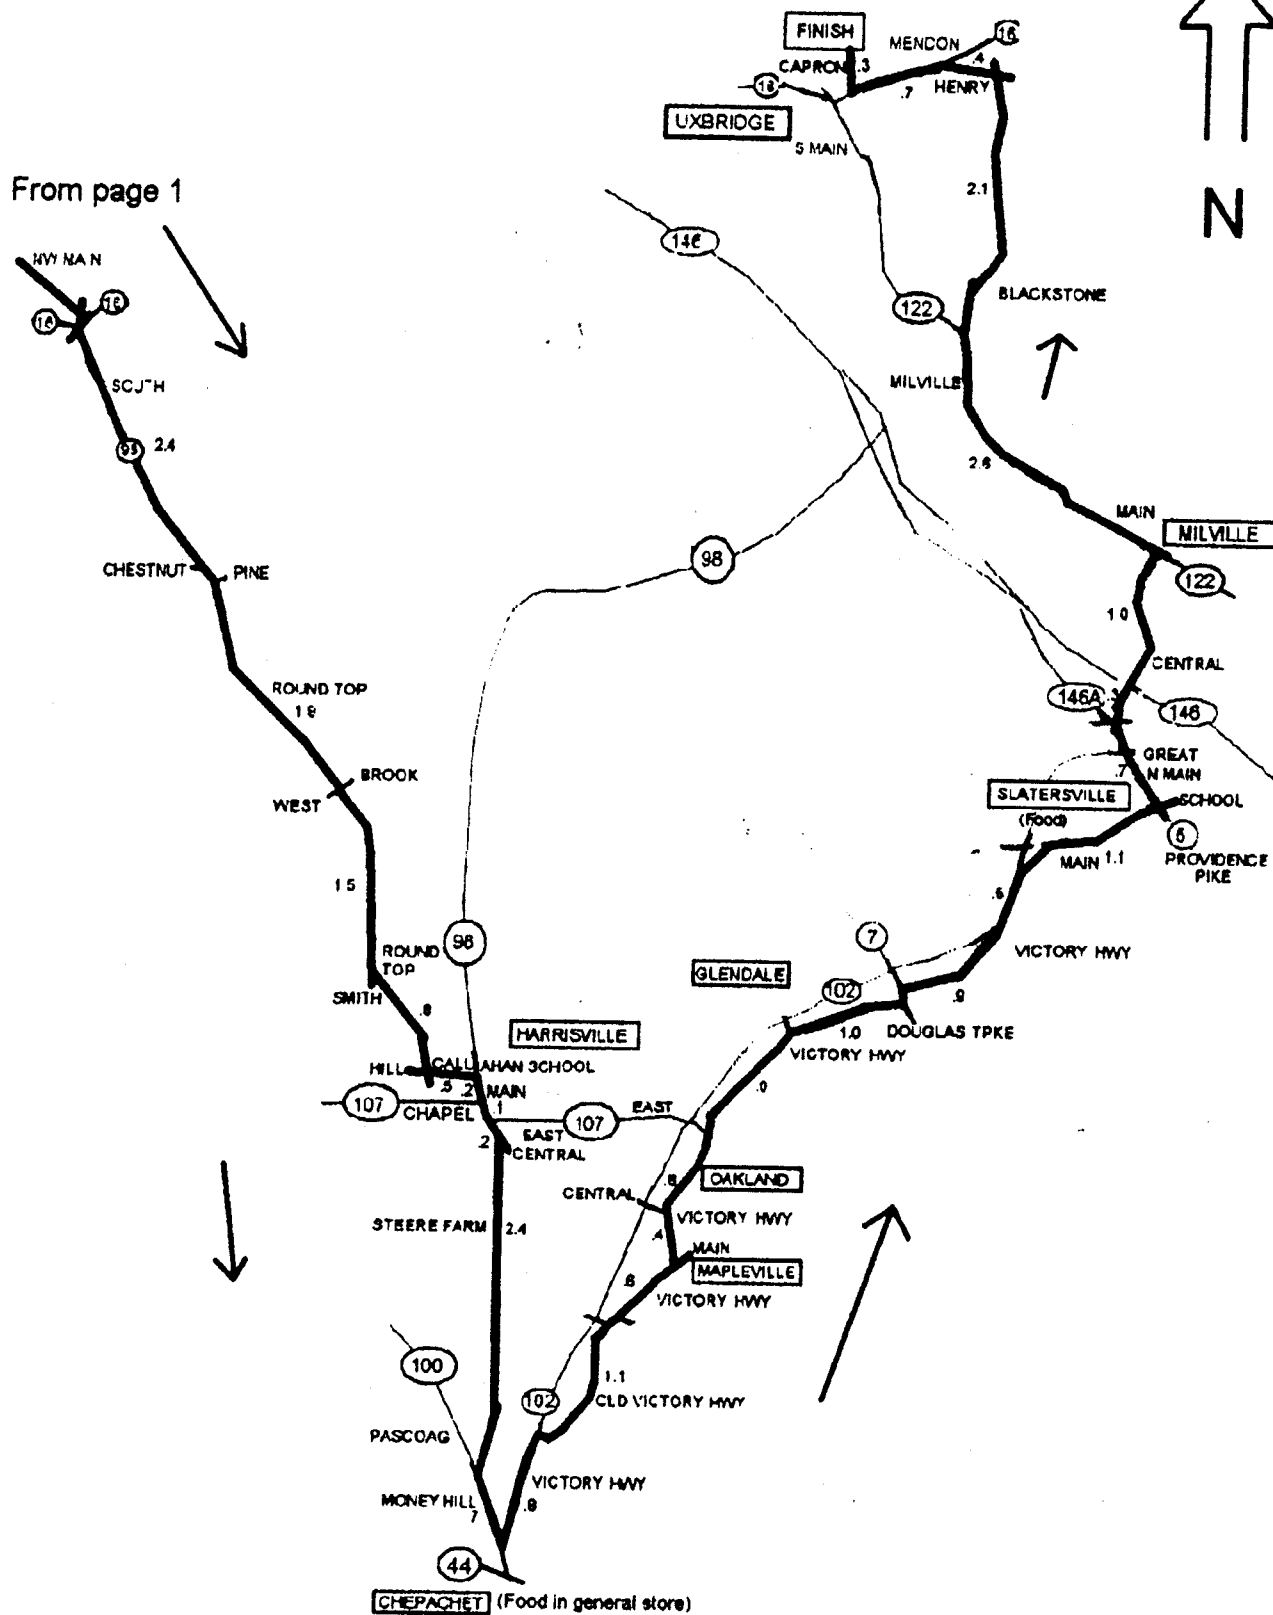 FINISH
MENDON
16
CAPRON
.3
.4
16
.7
HENRY
UXBRIDGE
S MAIN
N
From page 1
2.1
146
NW MAIN
16
16
122
BLACKSTONE
SOUTH
MILVILLE
95
2.4
2.6
MAIN
MILVILLE
98
CHESTNUT
PINE
122
1.0
CENTRAL
ROUND TOP
146A
.3
146
GREAT
.7
N MAIN
BROOK
WEST
SLATERSVILLE
SCHOOL
(Food)
5
MAIN
1.1
PROVIDENCE
PIKE
1.5
98
7
ROUND
TOP
VICTORY HWY
GLENDALE
102
.9
SMITH
.8
1.0
DOUGLAS TPKE
HARRISVILLE
VICTORY HWY
HILL
CALLAHAN SCHOOL
.5
.2
MAIN
107
CHAPEL
.1
107
EAST
.2
EAST
CENTRAL
OAKLAND
CENTRAL
VICTORY HWY
STEERE FARM
2.4
.4
MAIN
MAPLEVILLE
.6
VICTORY HWY
100
1.1
102
OLD VICTORY HWY
PASCOAG
VICTORY HWY
MONEY HILL
.8
7
44
CHEPACHET (Food in general store)